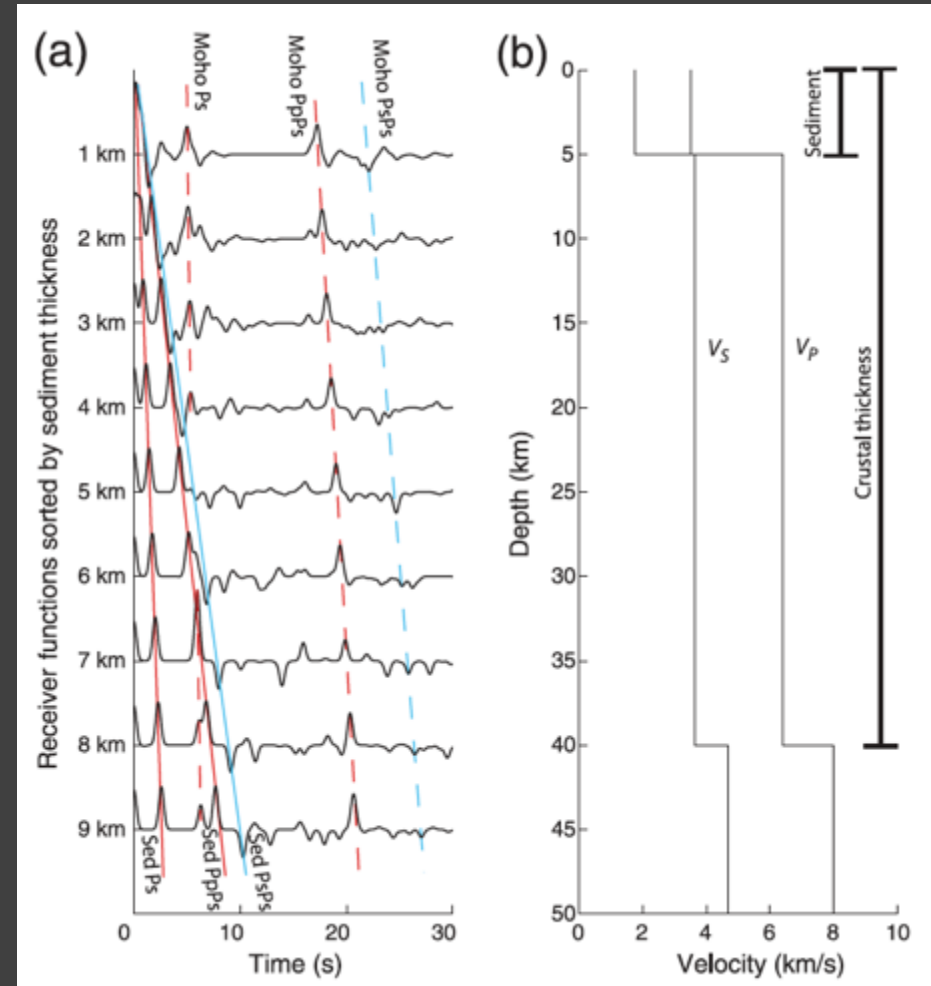 (a)
Moho Ps
Moho PpPs
Moho PsPs
1 km
2 km
3 km
4 km
5 km
6 km
7 km
8 km
9 km
Receiver functions sorted by sediment thickness
Sed Ps
Sed PpPs
Sed PsPs
0 10 20 30
Time (s)
(b)
0
5
10
15
20
25
30
35
40
45
50
Depth (km)
Sediment
Crustal thickness
VS
VP
0 2 4 6 8 10
Velocity (km/s)